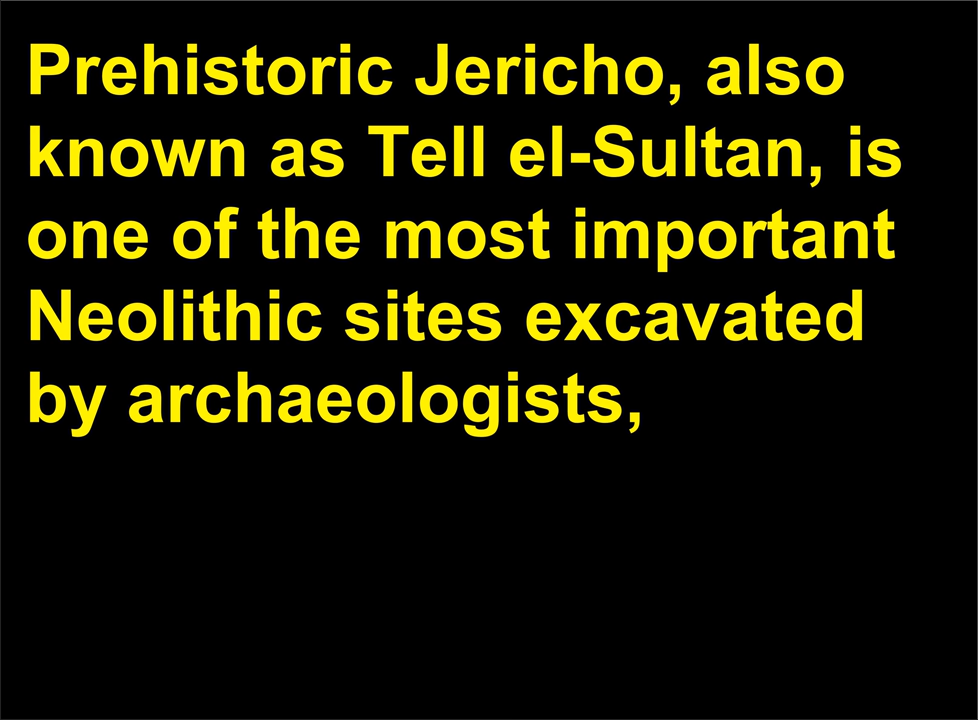 Prehistoric Jericho, also
known as Tell el-Sultan, is
one of the most important
Neolithic sites excavated
by archaeologists,